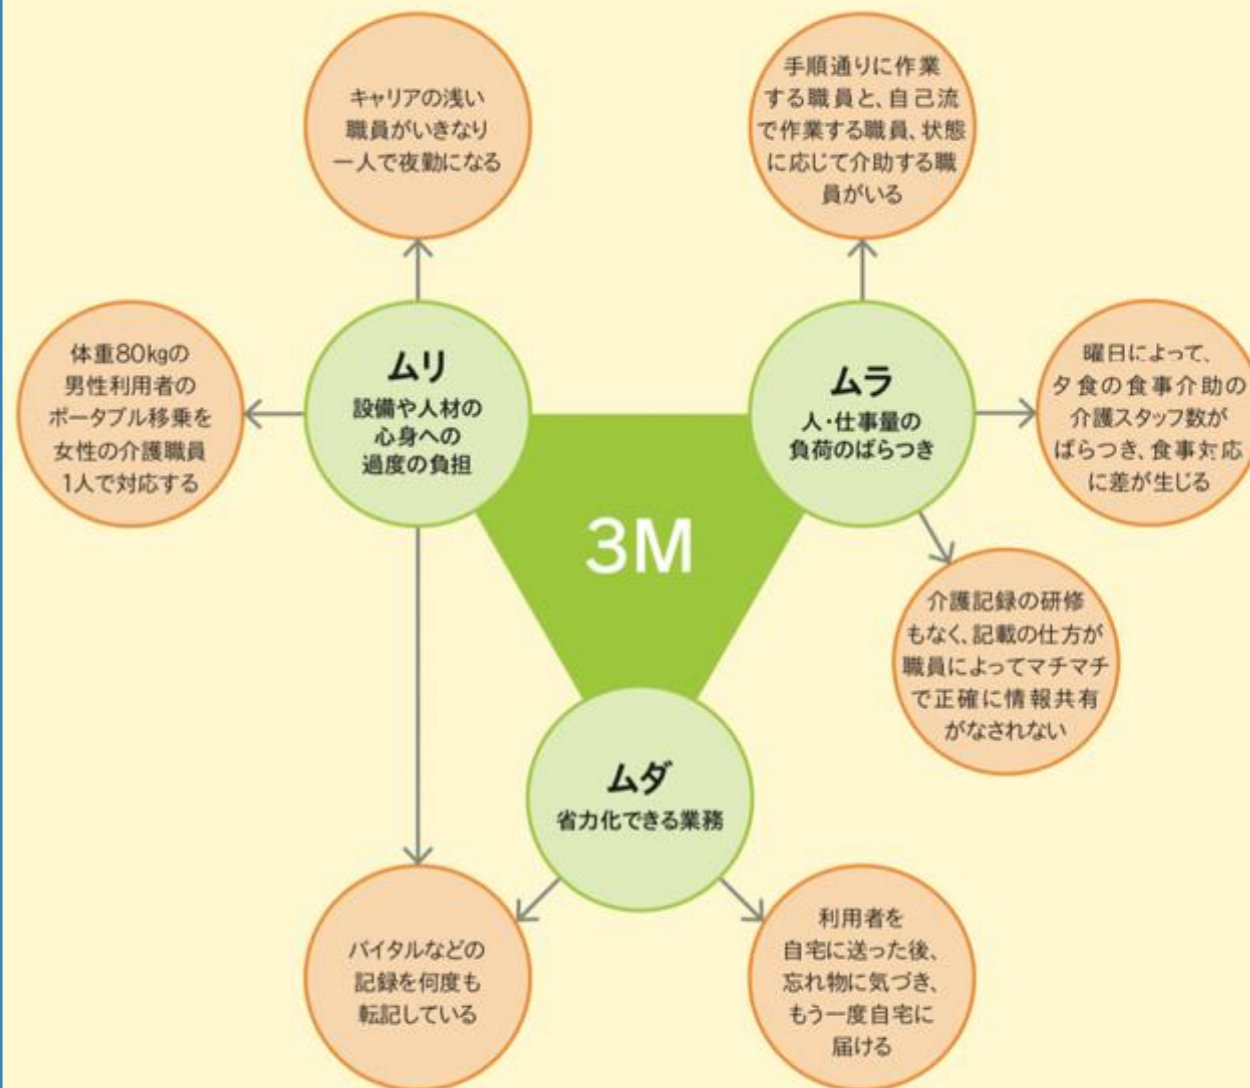 キャリアの浅い
職員がいきなり
一人で夜勤になる
手順通りに作業
する職員と、自己流
で作業する職員、状態
に応じて介助する職
員がいる
体重80kgの
男性利用者の
ポータブル移乗を
女性の介護職員
1人で対応する
ムリ
設備や人材の
心身への
過度の負担
ムラ
人・仕事量の
負荷のばらつき
曜日によって、
夕食の食事介助の
介護スタッフ数が
ばらつき、食事対応
に差が生じる
3M
介護記録の研修
もなく、記載の仕方が
職員によってマチマチ
で正確に情報共有
がなされない
ムダ
省力化できる業務
バイタルなどの
記録を何度も
転記している
利用者を
自宅に送った後、
忘れ物に気づき、
もう一度自宅に
届ける